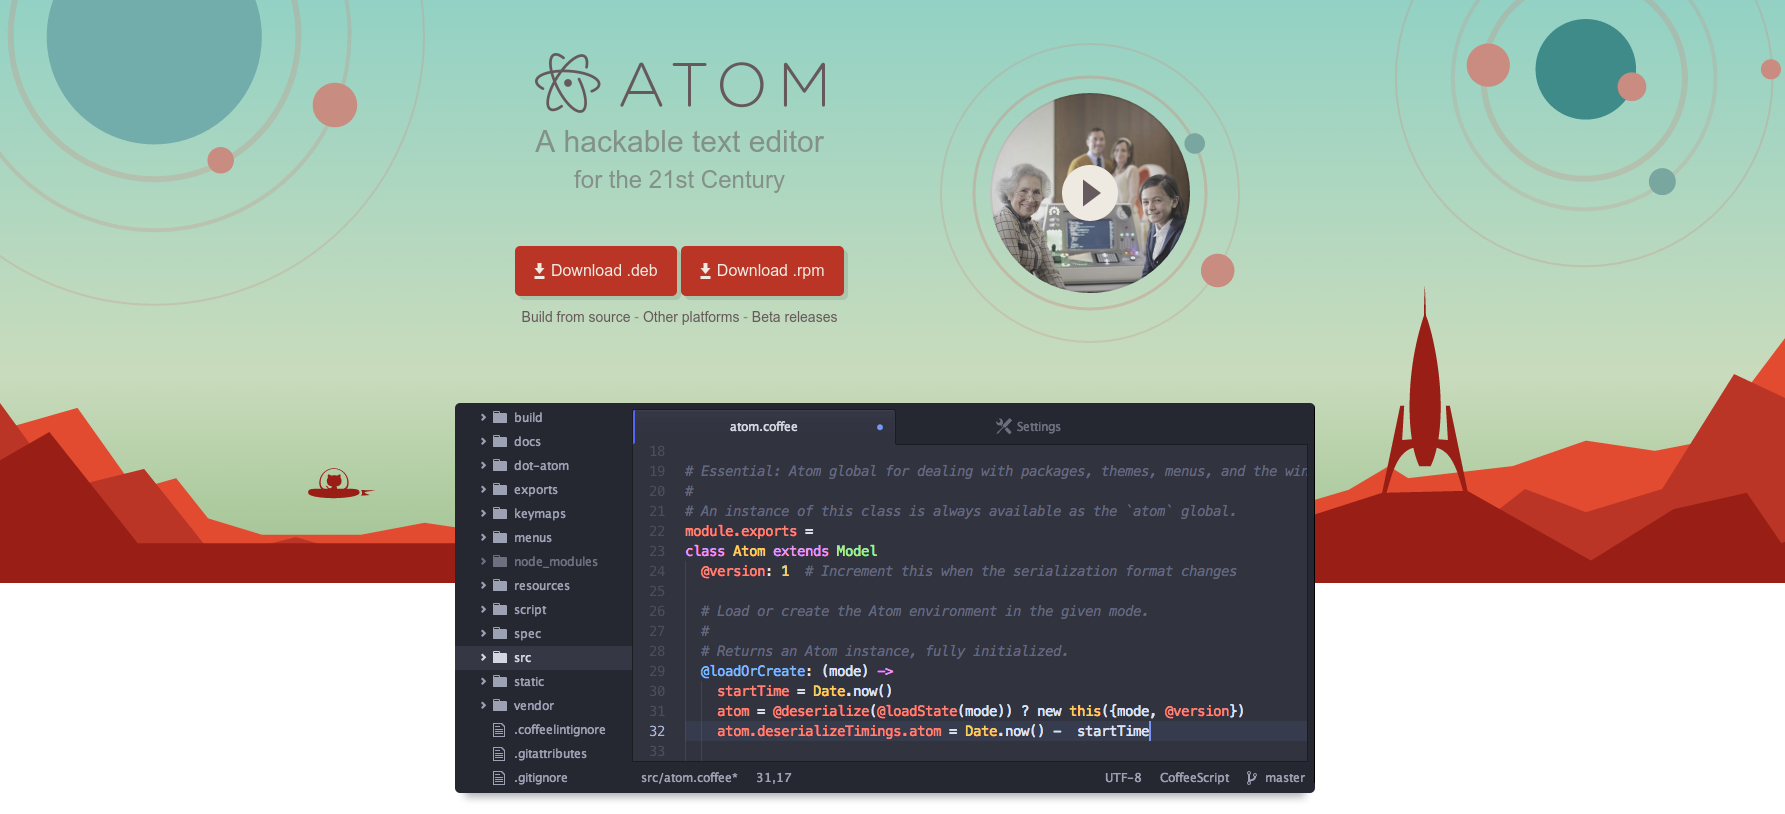 ATOM
A hackable text editor
for the 21st Century
Download .deb
Download .rpm
Build from source - Other platforms - Beta releases
build
docs
dot-atom
exports
keymaps
menus
node_modules
resources
script
spec
src
static
vendor
.coffeelintignore
.gitattributes
.gitignore
atom.coffee
Settings
18
19 # Essential: Atom global for dealing with packages, themes, menus, and the win
20 #
21 # An instance of this class is always available as the `atom` global.
22 module.exports =
23 class Atom extends Model
24 @version: 1 # Increment this when the serialization format changes
25
26 # Load or create the Atom environment in the given mode.
27 #
28 # Returns an Atom instance, fully initialized.
29 @loadOrCreate: (mode) ->
30 startTime = Date.now()
31 atom = @deserialize(@loadState(mode)) ? new this({mode, @version})
32 atom.deserializeTimings.atom = Date.now() - startTime
33
src/atom.coffee* 31,17 UTF-8 CoffeeScript master